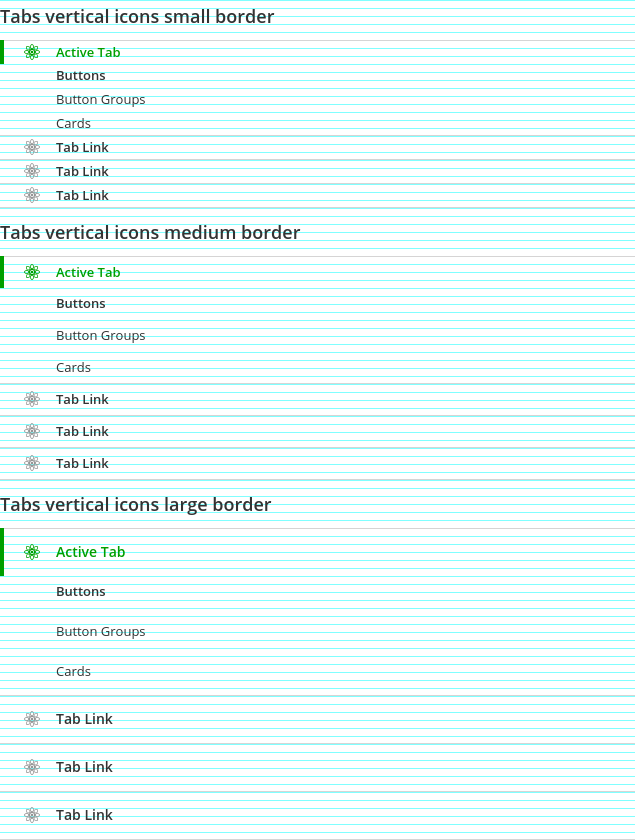 Tabs vertical icons small border
Active Tab
Buttons
Button Groups
Cards
Tab Link
Tab Link
Tab Link
Tabs vertical icons medium border
Active Tab
Buttons
Button Groups
Cards
Tab Link
Tab Link
Tab Link
Tabs vertical icons large border
Active Tab
Buttons
Button Groups
Cards
Tab Link
Tab Link
Tab Link